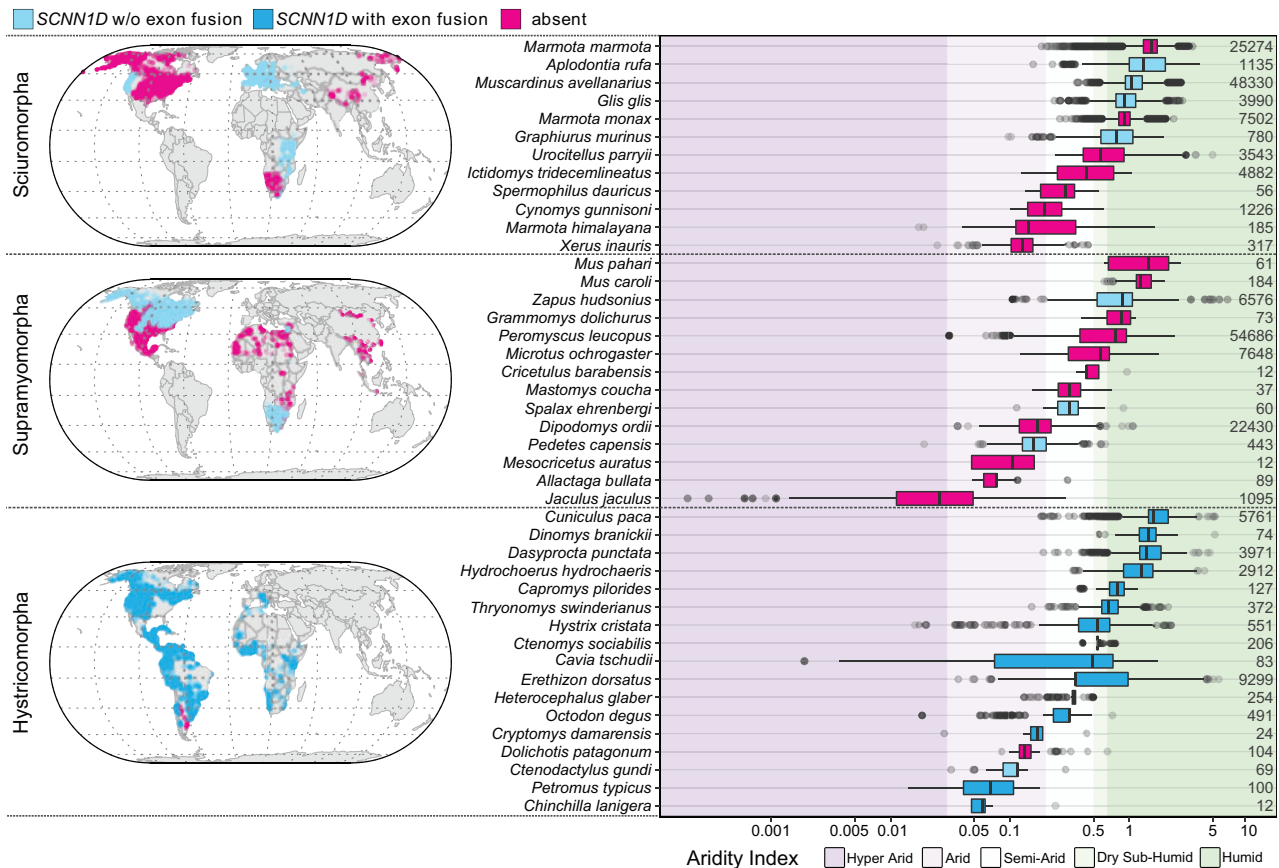 SCNN1D w/o exon fusion SCNN1D with exon fusion absent
Sciuromorpha
Marmota marmota 25274
Aplodontia rufa 1135
Muscardinus avellanarius 48330
Glis glis 3990
Marmota monax 7502
Graphiurus murinus 780
Urocitellus parryii 3543
Ictidomys tridecemlineatus 4882
Spermophilus dauricus 56
Cynomys gunnisoni 1226
Marmota himalayana 185
Xerus inauris 317
Supramyomorpha
Mus pahari 61
Mus caroli 184
Zapus hudsonius 6576
Grammomys dolichurus 73
Peromyscus leucopus 54686
Microtus ochrogaster 7648
Cricetulus barabensis 12
Mastomys coucha 37
Spalax ehrenbergi 60
Dipodomys ordii 22430
Pedetes capensis 443
Mesocricetus auratus 12
Allactaga bullata 89
Jaculus jaculus 1095
Hystricomorpha
Cuniculus paca 5761
Dinomys branickii 74
Dasyprocta punctata 3971
Hydrochoerus hydrochaeris 2912
Capromys pilorides 127
Thryonomys swinderianus 372
Hystrix cristata 551
Ctenomys sociabilis 206
Cavia tschudii 83
Erethizon dorsatus 9299
Heterocephalus glaber 254
Octodon degus 491
Cryptomys damarensis 24
Dolichotis patagonum 104
Ctenodactylus gundi 69
Petromus typicus 100
Chinchilla lanigera 12
0.001 0.005 0.01 0.05 0.1 0.5 1 5 10
Aridity Index Hyper Arid Arid Semi-Arid Dry Sub-Humid Humid